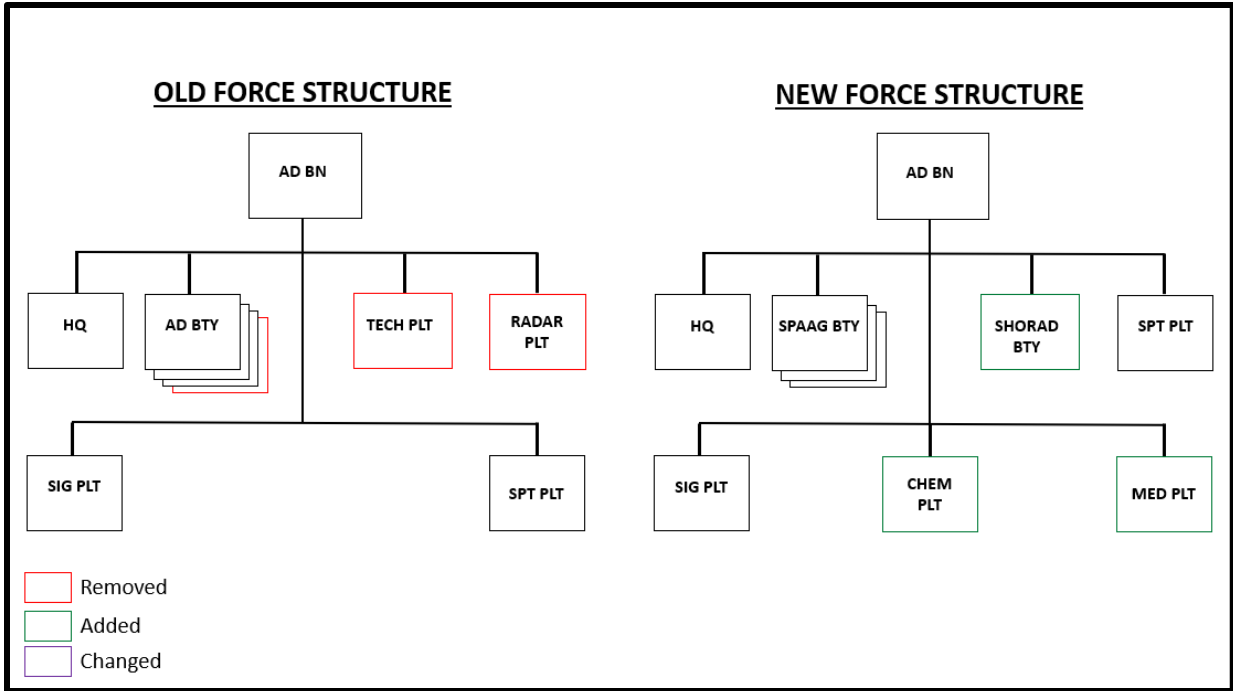 OLD FORCE STRUCTURE
AD BN
HQ
AD BTY
TECH PLT
RADAR
PLT
SIG PLT
SPT PLT
NEW FORCE STRUCTURE
AD BN
HQ
SPAAG BTY
SHORAD
BTY
SPT PLT
SIG PLT
CHEM
PLT
MED PLT
Removed
Added
Changed